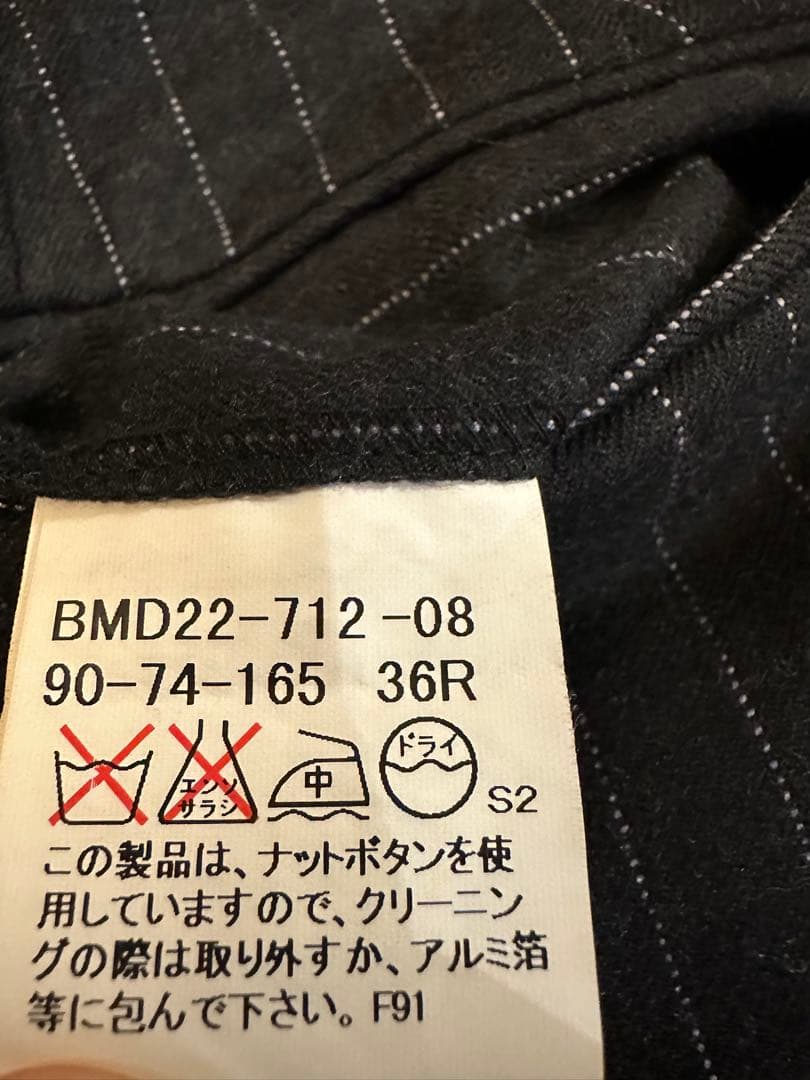 BMD22-712-08
90-74-165 36R
エンソ
サラシ
中
ドライ
S2
この製品は、ナットボタンを使
用していますので、クリーニン
グの際は取り外すか、アルミ箔
等に包んで下さい。F91